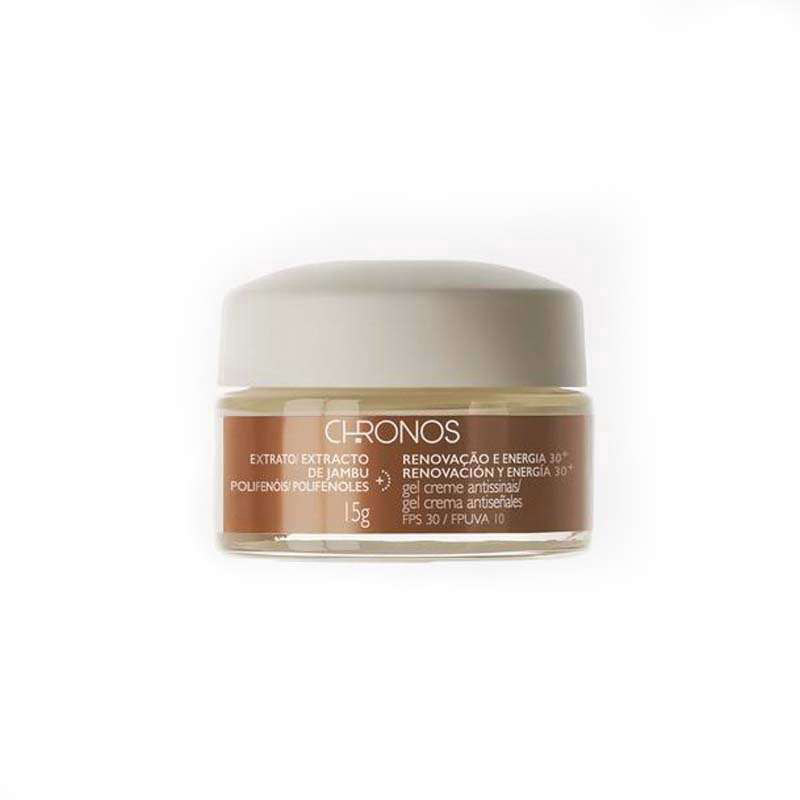 CHRONOS
EXTRATO/ EXTRACTO
DE JAMBU
POLIFENÓIS/ POLIFENOLES
15g
+
RENOVAÇÃO E ENERGIA 30+
RENOVACIÓN Y ENERGÍA 30+
gel creme antissinais/
gel crema antiseñales
FPS 30 / FPUVA 10